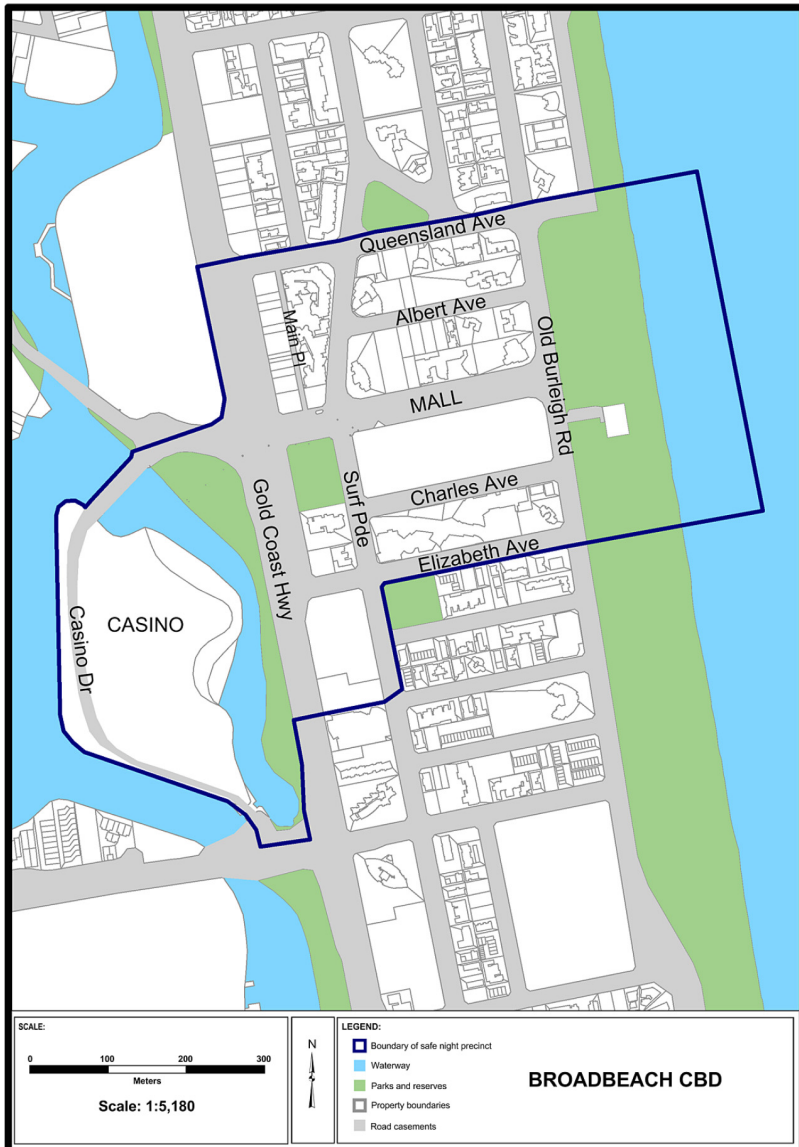 Queensland Ave
Albert Ave
Main Pl
Old Burleigh Rd
MALL
Surf Pde
Charles Ave
Gold Coast Hwy
Elizabeth Ave
CASINO
Casino Dr
SCALE:
0 100 200 300
Meters
Scale: 1:5,180
N
LEGEND:
Boundary of safe night precinct
Waterway
Parks and reserves
Property boundaries
Road casements
BROADBEACH CBD